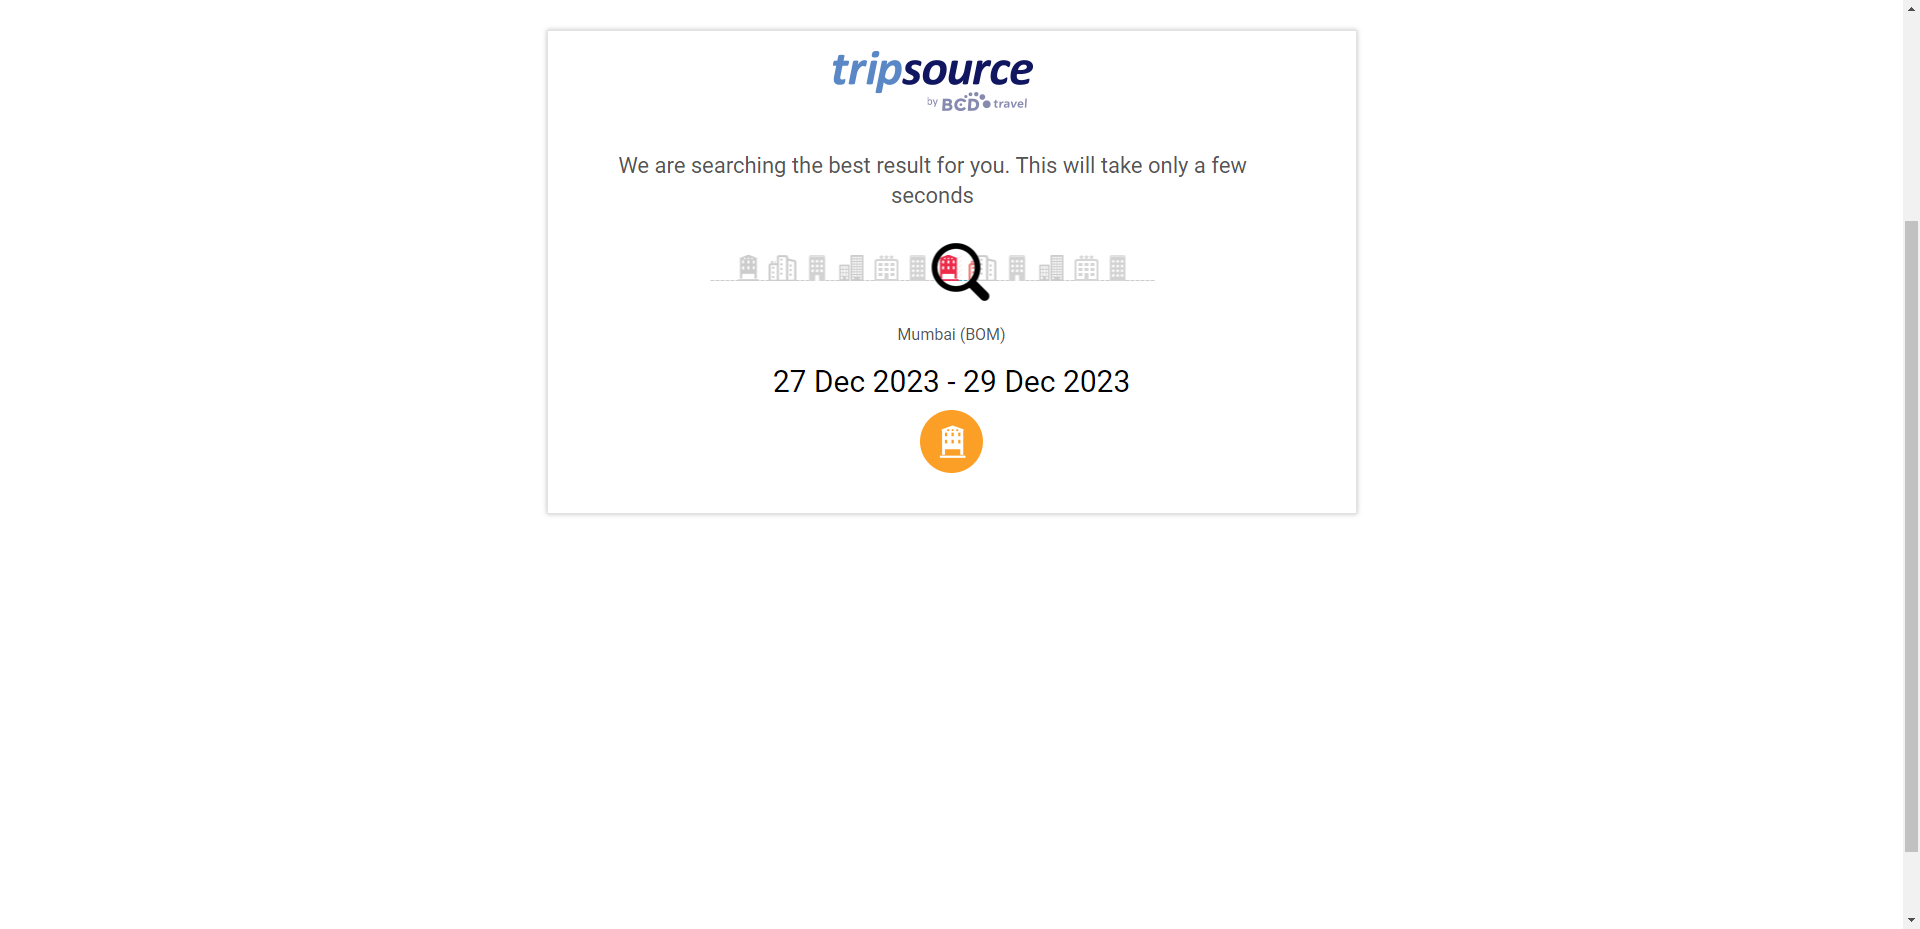 tripsource
by BCD travel
We are searching the best result for you. This will take only a few
seconds
Mumbai (BOM)
27 Dec 2023 - 29 Dec 2023